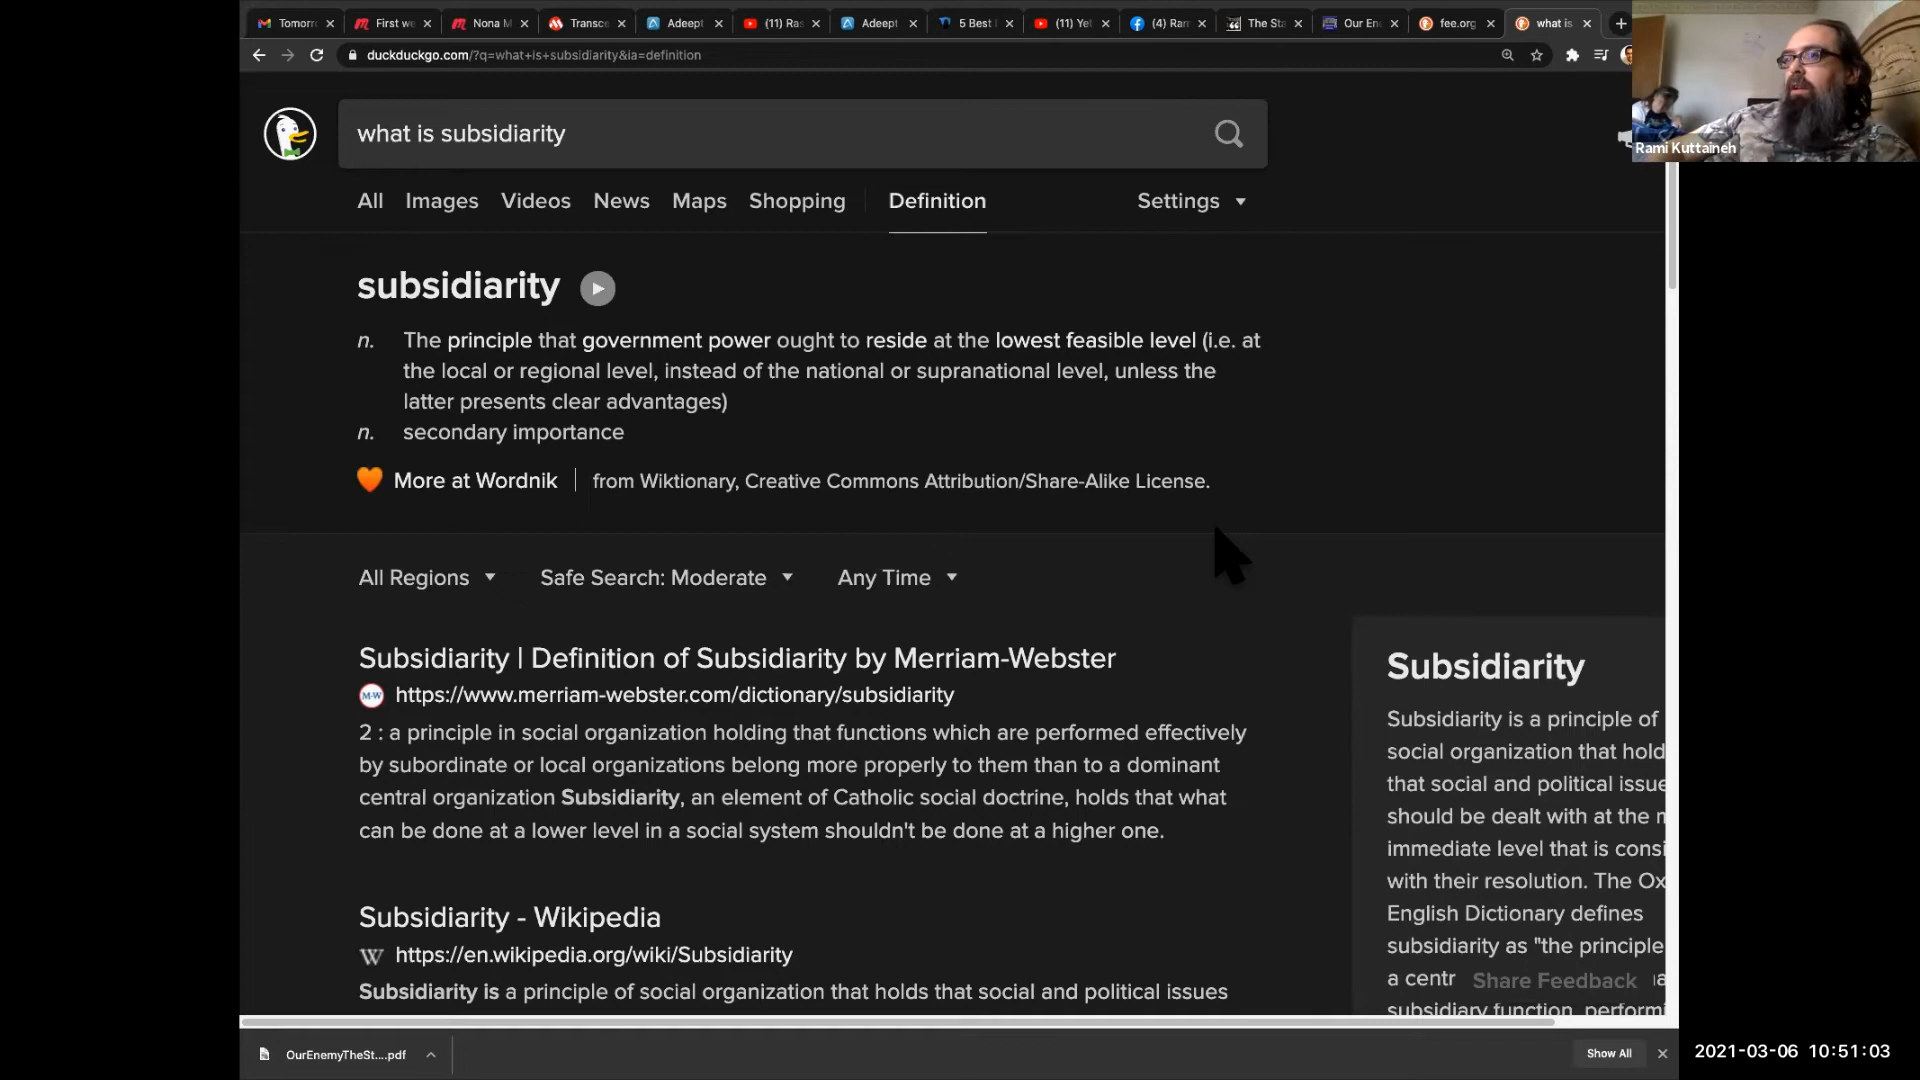 Tomorr
First we
Nona M
Transce
Adeept
(11) Ras
Adeept
5 Best I
(11) Yel
(4) Ram
The Sta
Our En
fee.org
what is
duckduckgo.com/?q=what+is+subsidiarity&ia=definition
Rami Kuttaineh
what is subsidiarity
All Images Videos News Maps Shopping Definition Settings
subsidiarity
n. The principle that government power ought to reside at the lowest feasible level (i.e. at
the local or regional level, instead of the national or supranational level, unless the
latter presents clear advantages)
n. secondary importance
More at Wordnik from Wiktionary, Creative Commons Attribution/Share-Alike License.
All Regions Safe Search: Moderate Any Time
Subsidiarity | Definition of Subsidiarity by Merriam-Webster
M-W https://www.merriam-webster.com/dictionary/subsidiarity
2 : a principle in social organization holding that functions which are performed effectively
by subordinate or local organizations belong more properly to them than to a dominant
central organization Subsidiarity, an element of Catholic social doctrine, holds that what
can be done at a lower level in a social system shouldn't be done at a higher one.
Subsidiarity - Wikipedia
W https://en.wikipedia.org/wiki/Subsidiarity
Subsidiarity is a principle of social organization that holds that social and political issues
Subsidiarity
Subsidiarity is a principle of
social organization that hold
that social and political issue
should be dealt with at the
immediate level that is consi
with their resolution. The Ox
English Dictionary defines
subsidiarity as "the principle
a centr
Share Feedback
subsidiary function, performi
OurEnemyTheSt....pdf
Show All
2021-03-06 10:51:03